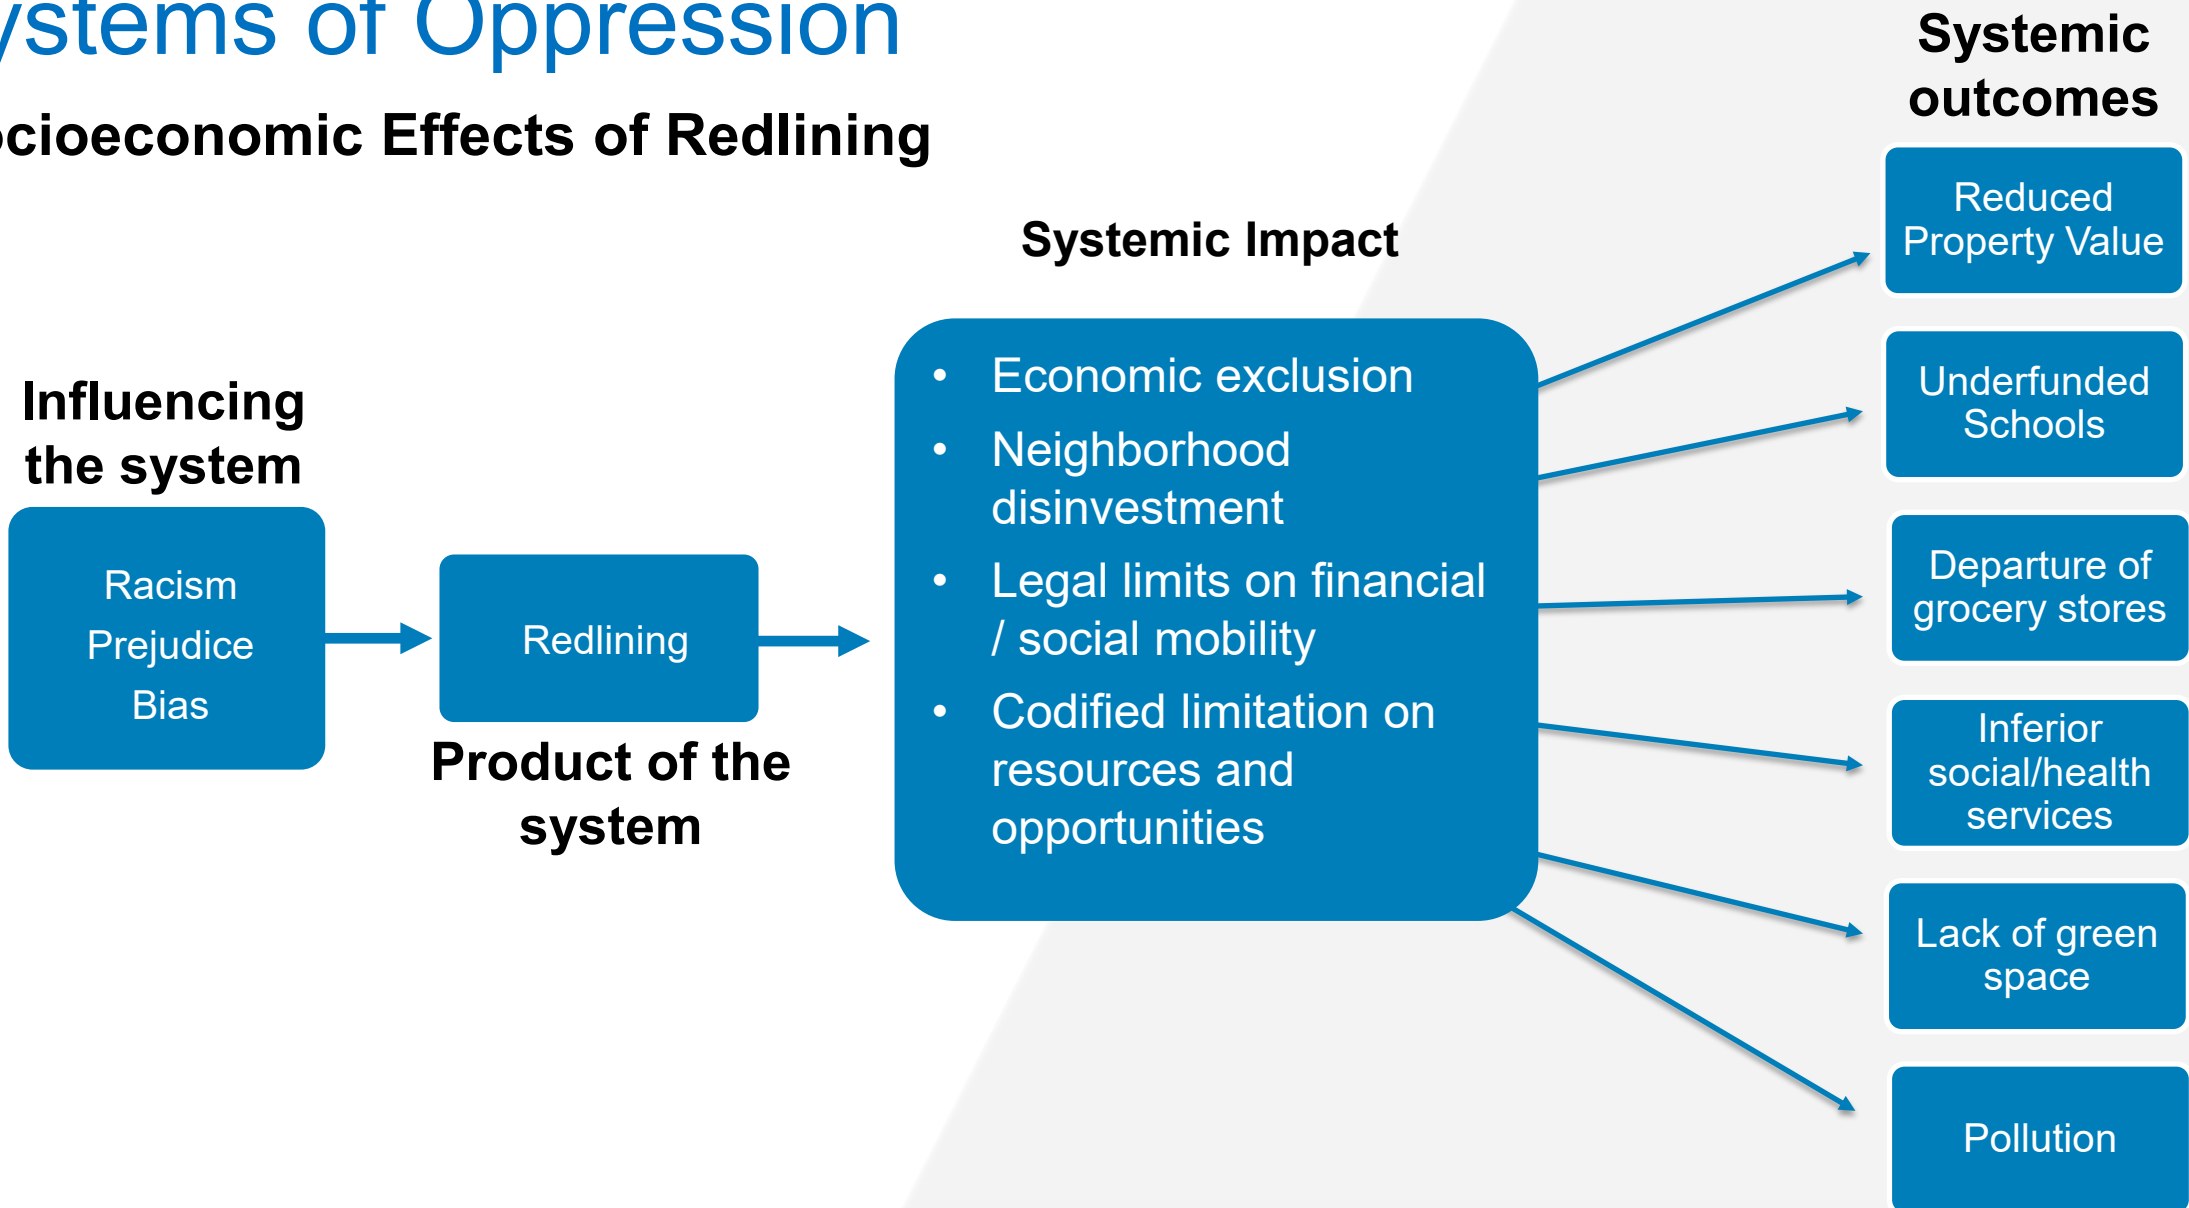 ystems of Oppression
ocioeconomic Effects of Redlining
Influencing
the system
Racism
Prejudice
Bias
Redlining
Product of the
system
Systemic Impact
• Economic exclusion
• Neighborhood
disinvestment
• Legal limits on financial
/ social mobility
• Codified limitation on
resources and
opportunities
Systemic
outcomes
Reduced
Property Value
Underfunded
Schools
Departure of
grocery stores
Inferior
social/health
services
Lack of green
space
Pollution